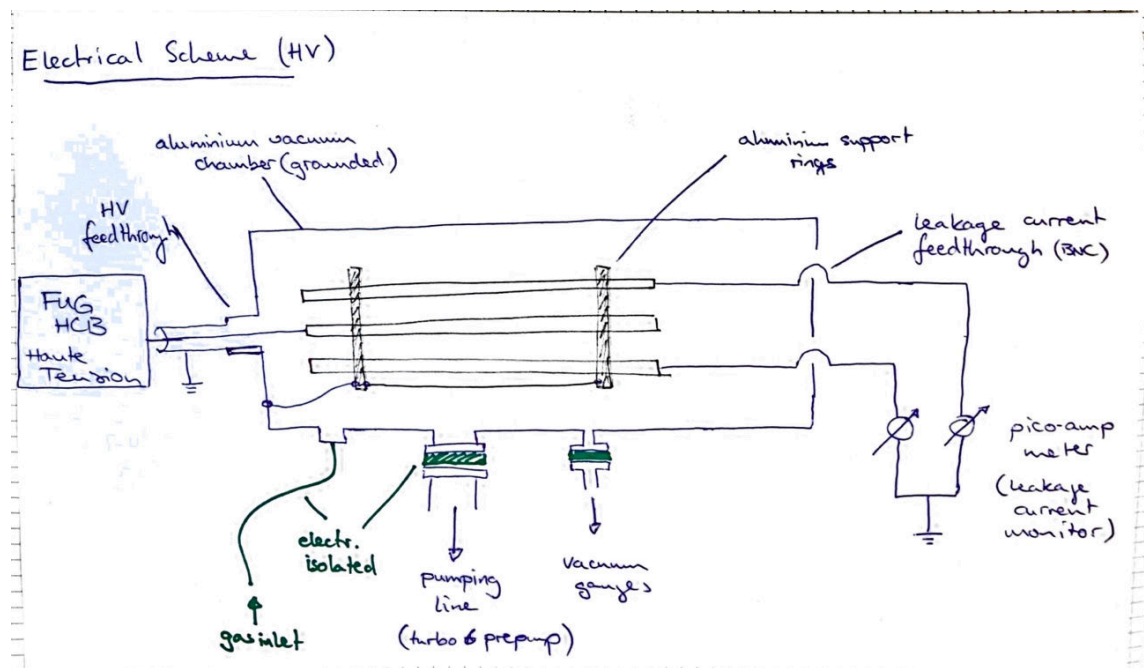 Electrical Scheme (HV)
aluminium vacuum
chamber (grounded)
aluminium support
rings
HV
feedthrough
leakage current
feedthrough (BNC)
FUG
HCB
Haute
Tension
pico-amp
meter
(leakage
current
monitor)
electr.
isolated
pumping
line
(turbo & prepump)
vacuum
gauges
gas inlet